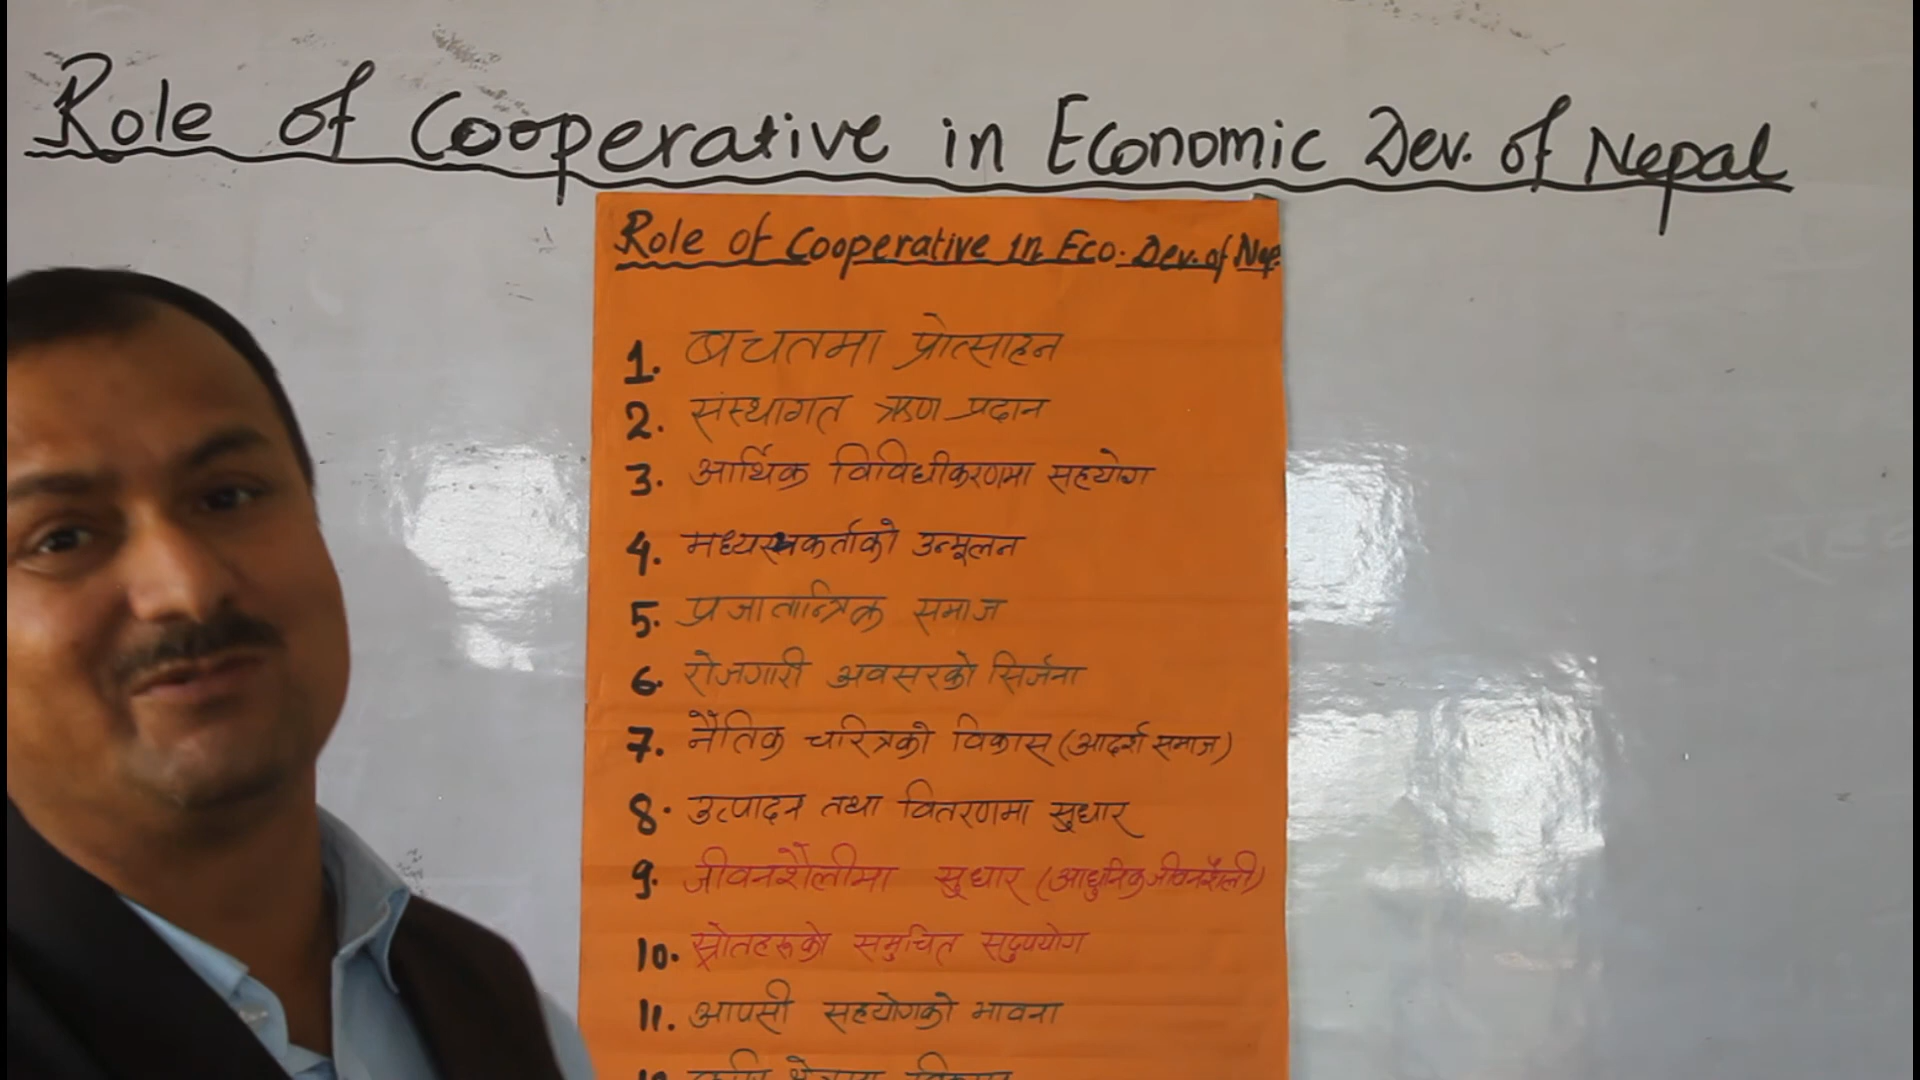 Role of Cooperative in Economic Dev. of Nepal
Role of Cooperative in Eco. Dev. of Nep.
1. बचतमा प्रोत्साहन
2. संस्थागत ऋण प्रदान
3. आर्थिक विविधीकरणमा सहयोग
4. मध्यस्थकर्ताको उन्मूलन
5. प्रजातान्त्रिक समाज
6. रोजगारी अवसरको सिर्जना
7. नैतिक चरित्रको विकास (आदर्श समाज)
8. उत्पादन तथा वितरणमा सुधार
9. जीवनशैलीमा सुधार (आधुनिक जीवनशैली)
10. स्रोतहरूको समुचित सदुपयोग
11. आपसी सहयोगको भावना